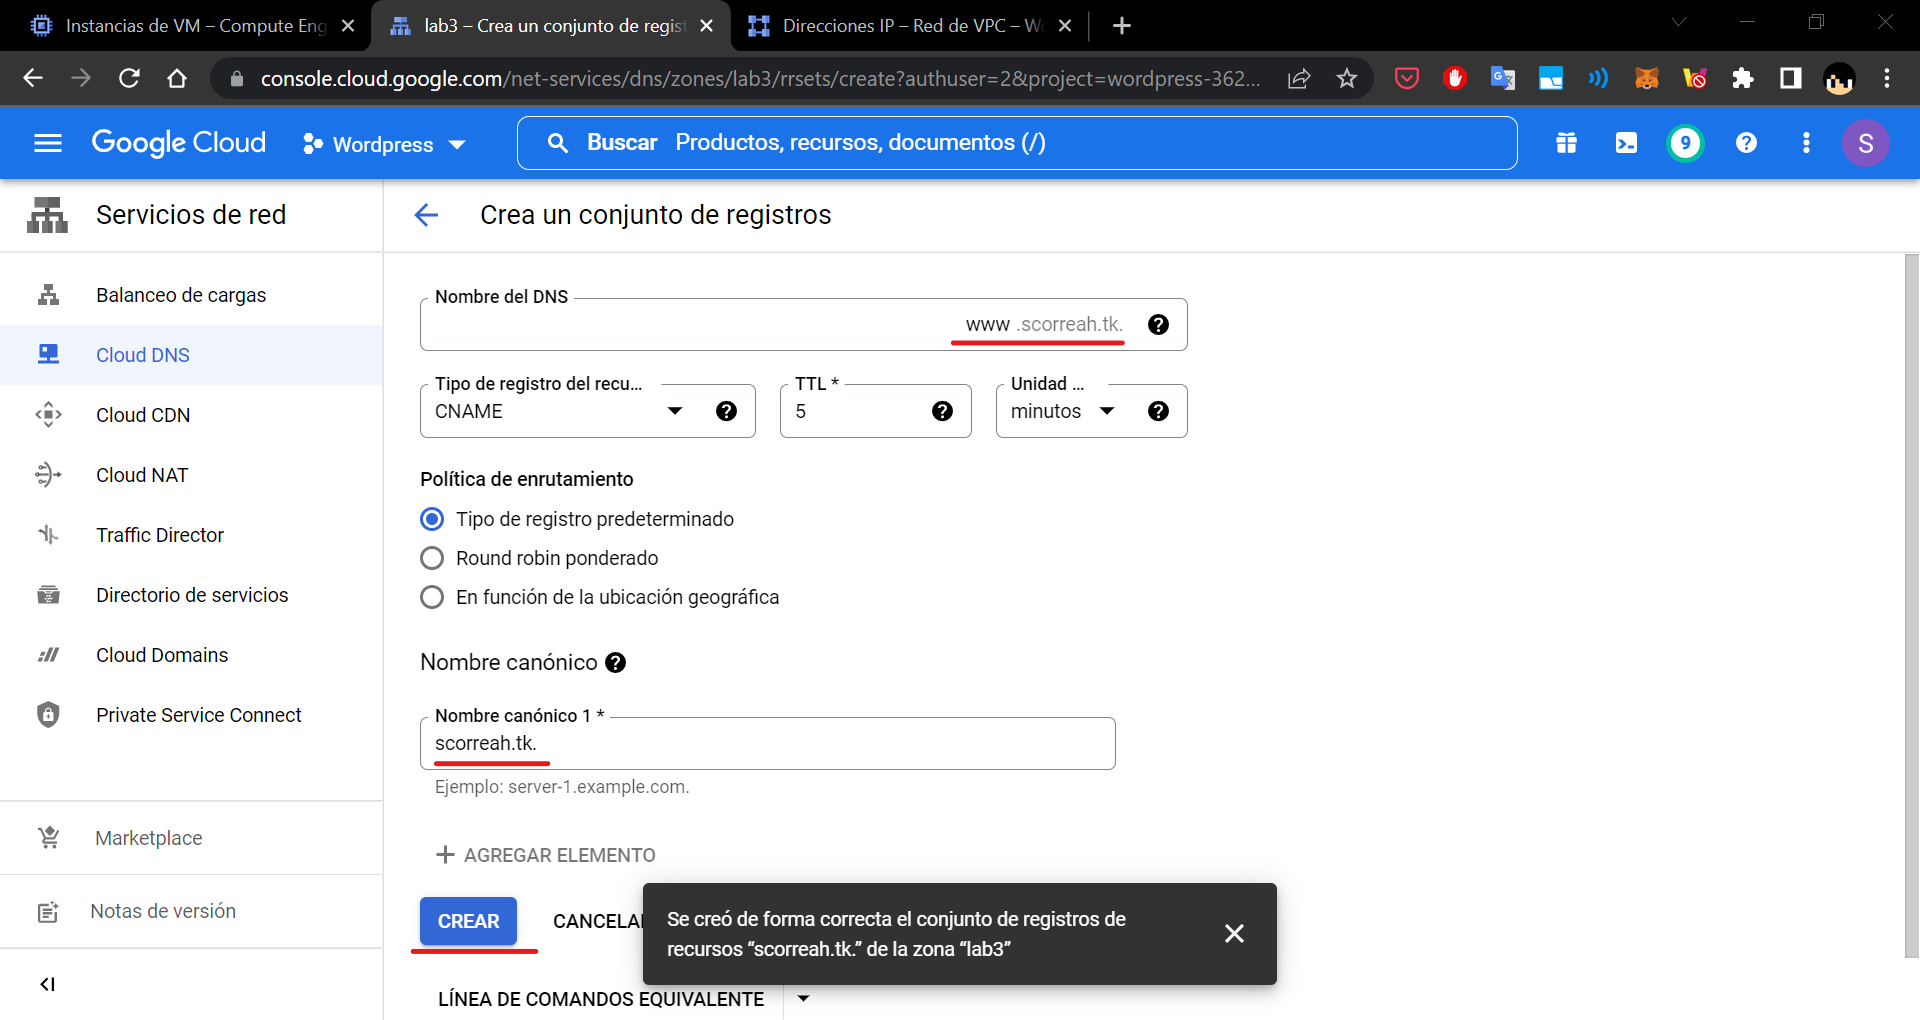 Instancias de VM – Compute Eng
lab3 – Crea un conjunto de regist
Direcciones IP – Red de VPC – Wo
console.cloud.google.com/net-services/dns/zones/lab3/rrsets/create?authuser=2&project=wordpress-362...
Google Cloud
Wordpress
Buscar Productos, recursos, documentos (/)
9
S
Servicios de red
Crea un conjunto de registros
Balanceo de cargas
Cloud DNS
Cloud CDN
Cloud NAT
Traffic Director
Directorio de servicios
Cloud Domains
Private Service Connect
Marketplace
Notas de versión
Nombre del DNS
www .scorreah.tk.
Tipo de registro del recu...
CNAME
TTL *
5
Unidad ...
minutos
Política de enrutamiento
Tipo de registro predeterminado
Round robin ponderado
En función de la ubicación geográfica
Nombre canónico
Nombre canónico 1 *
scorreah.tk.
Ejemplo: server-1.example.com.
+ AGREGAR ELEMENTO
CREAR
CANCELA
Se creó de forma correcta el conjunto de registros de
recursos “scorreah.tk.” de la zona “lab3”
LÍNEA DE COMANDOS EQUIVALENTE